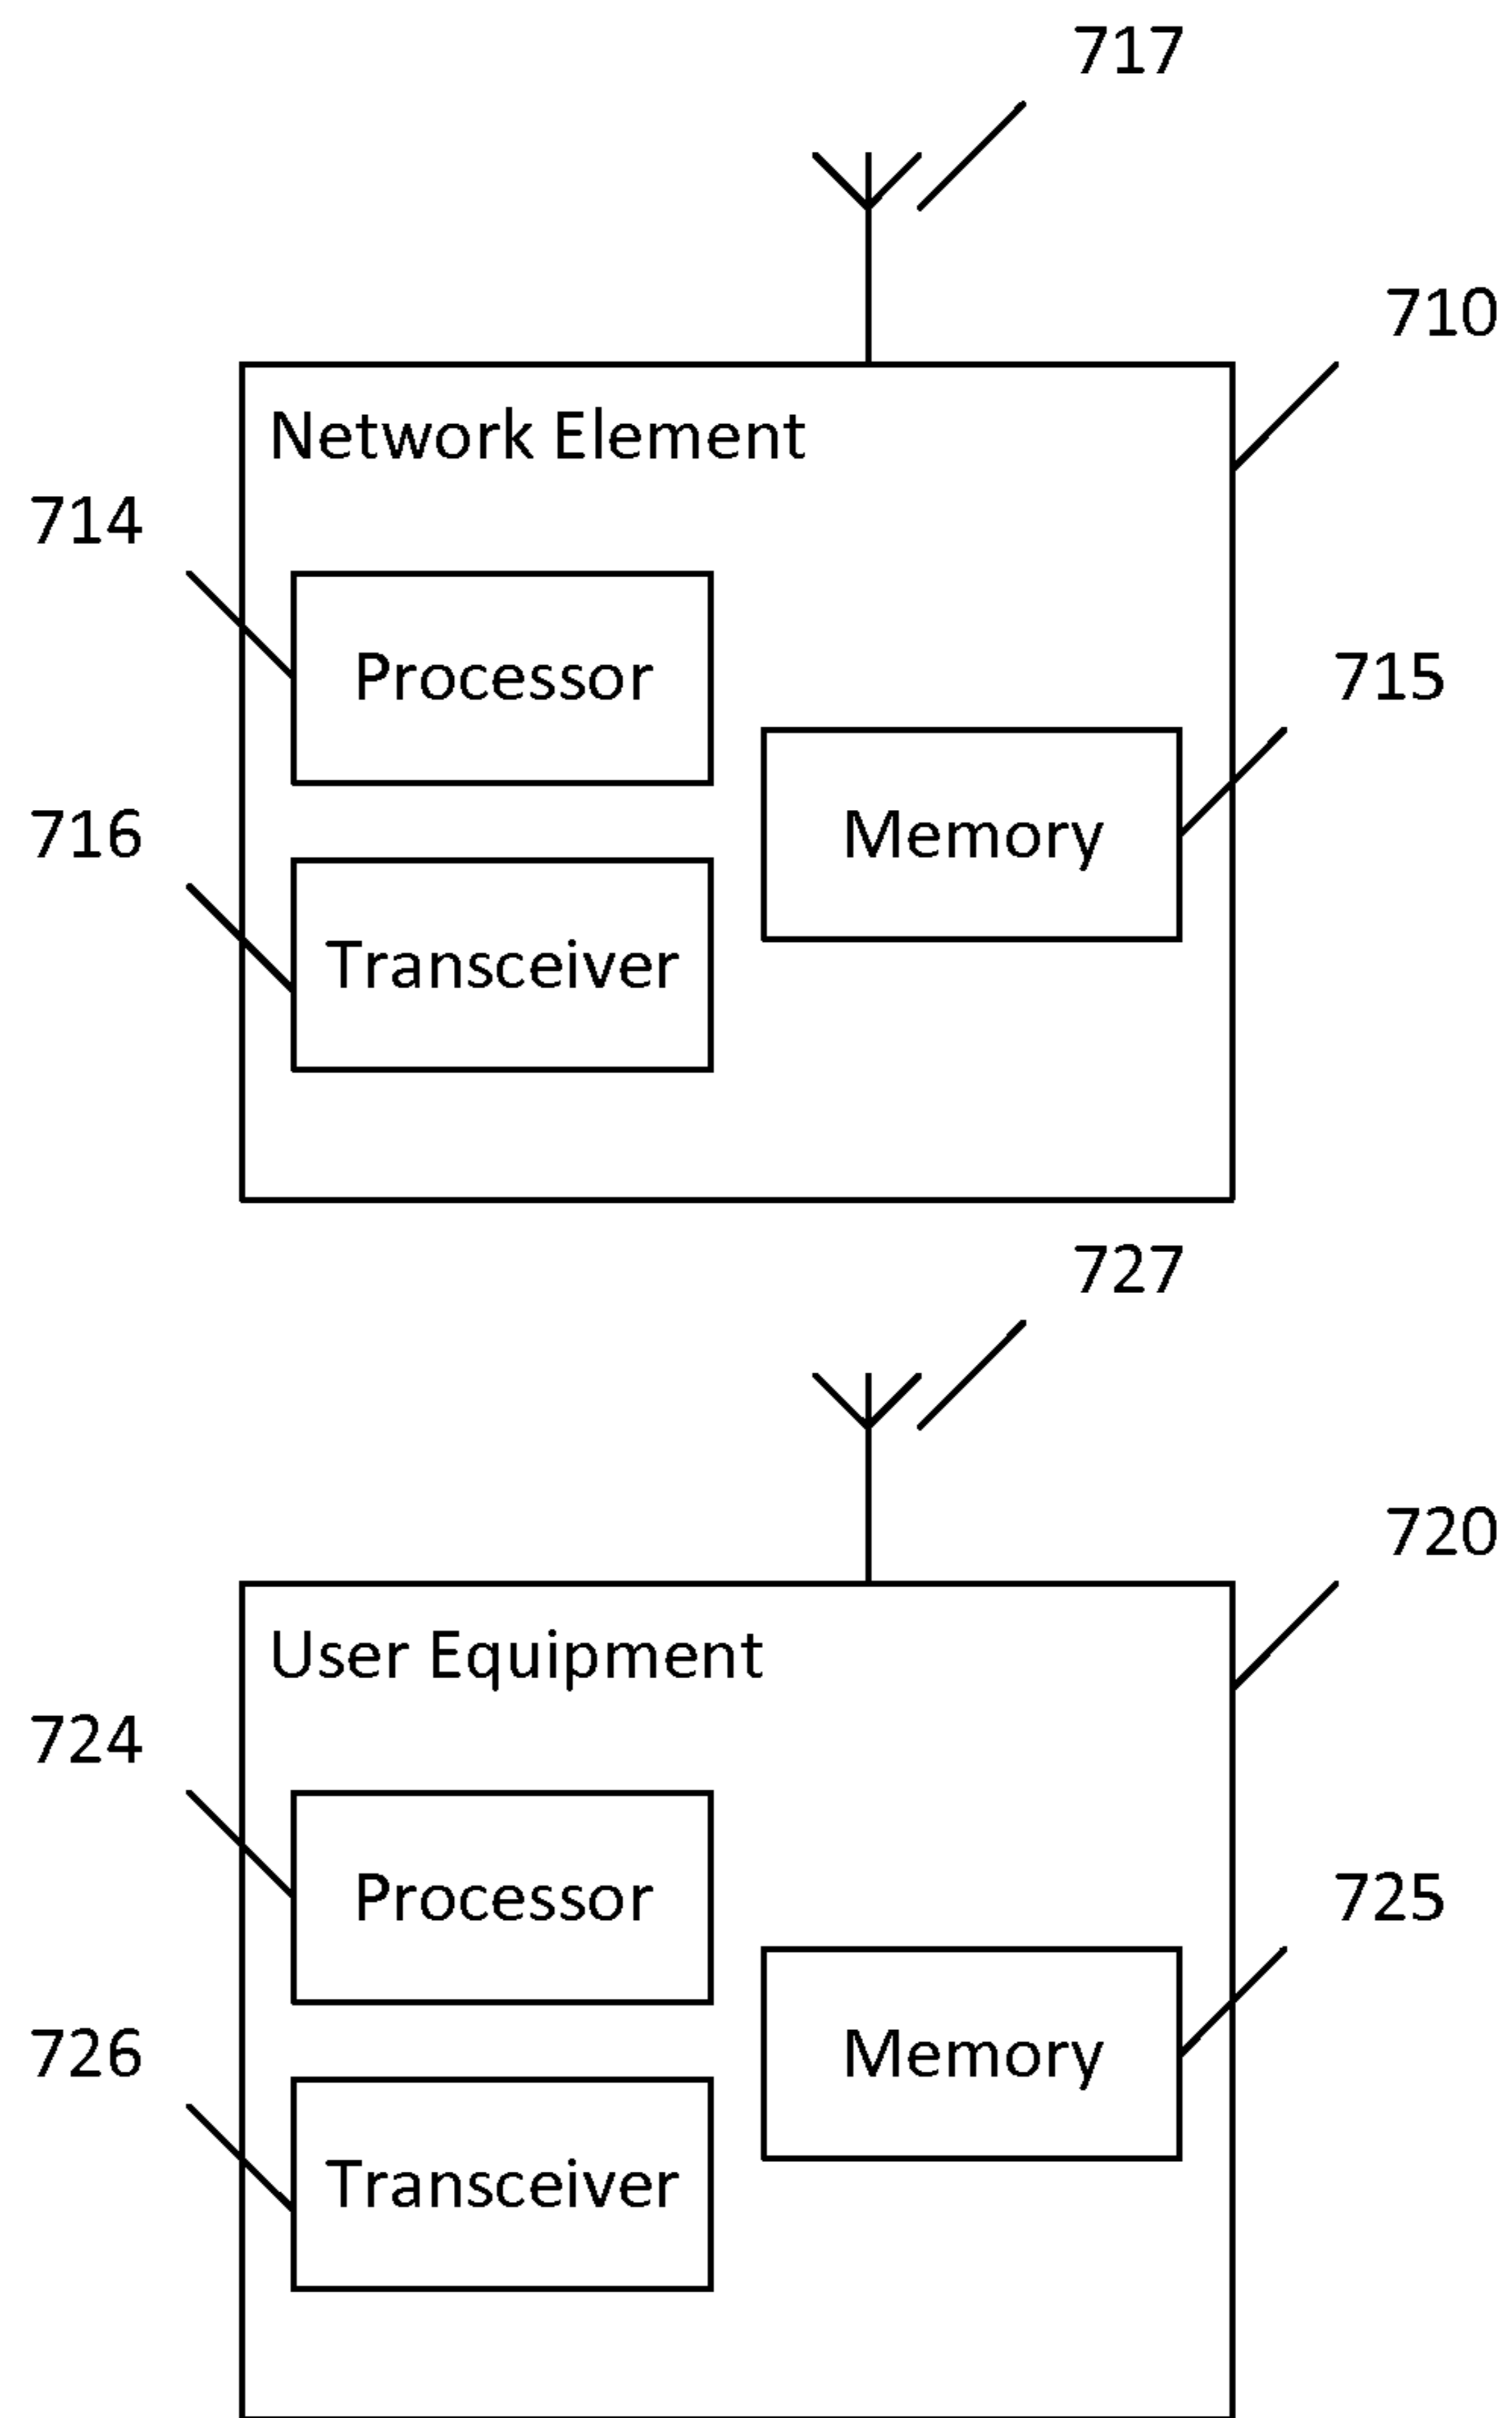 717
710
Network Element
714
Processor
715
716
Memory
Transceiver
727
720
User Equipment
724
Processor
725
726
Memory
Transceiver